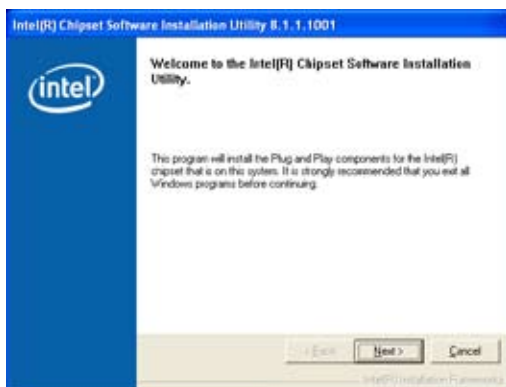 Intel(R) Chipset Software Installation Utility 8.1.1.1001
intel
Welcome to the Intel(R) Chipset Software Installation
Utility.
This program will install the Plug and Play components for the Intel(R)
chipset that is on this system. It is strongly recommended that you exit all
Windows programs before continuing.
< Back
Next >
Cancel
Intel(R) Installation Framework